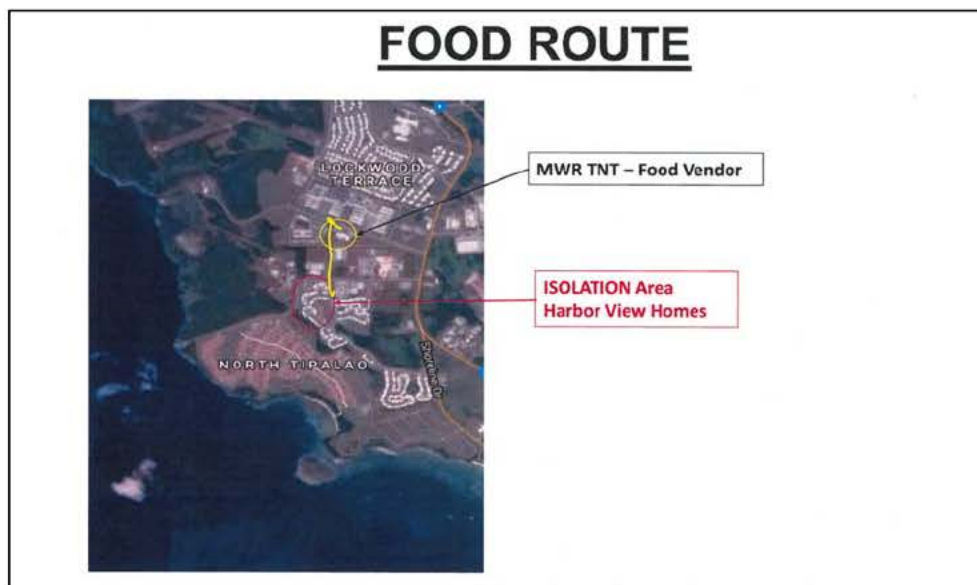 FOOD ROUTE
LOCKWOOD
TERRACE
MWR TNT – Food Vendor
ISOLATION Area
Harbor View Homes
NORTH TIPALAO
Shoreline Dr